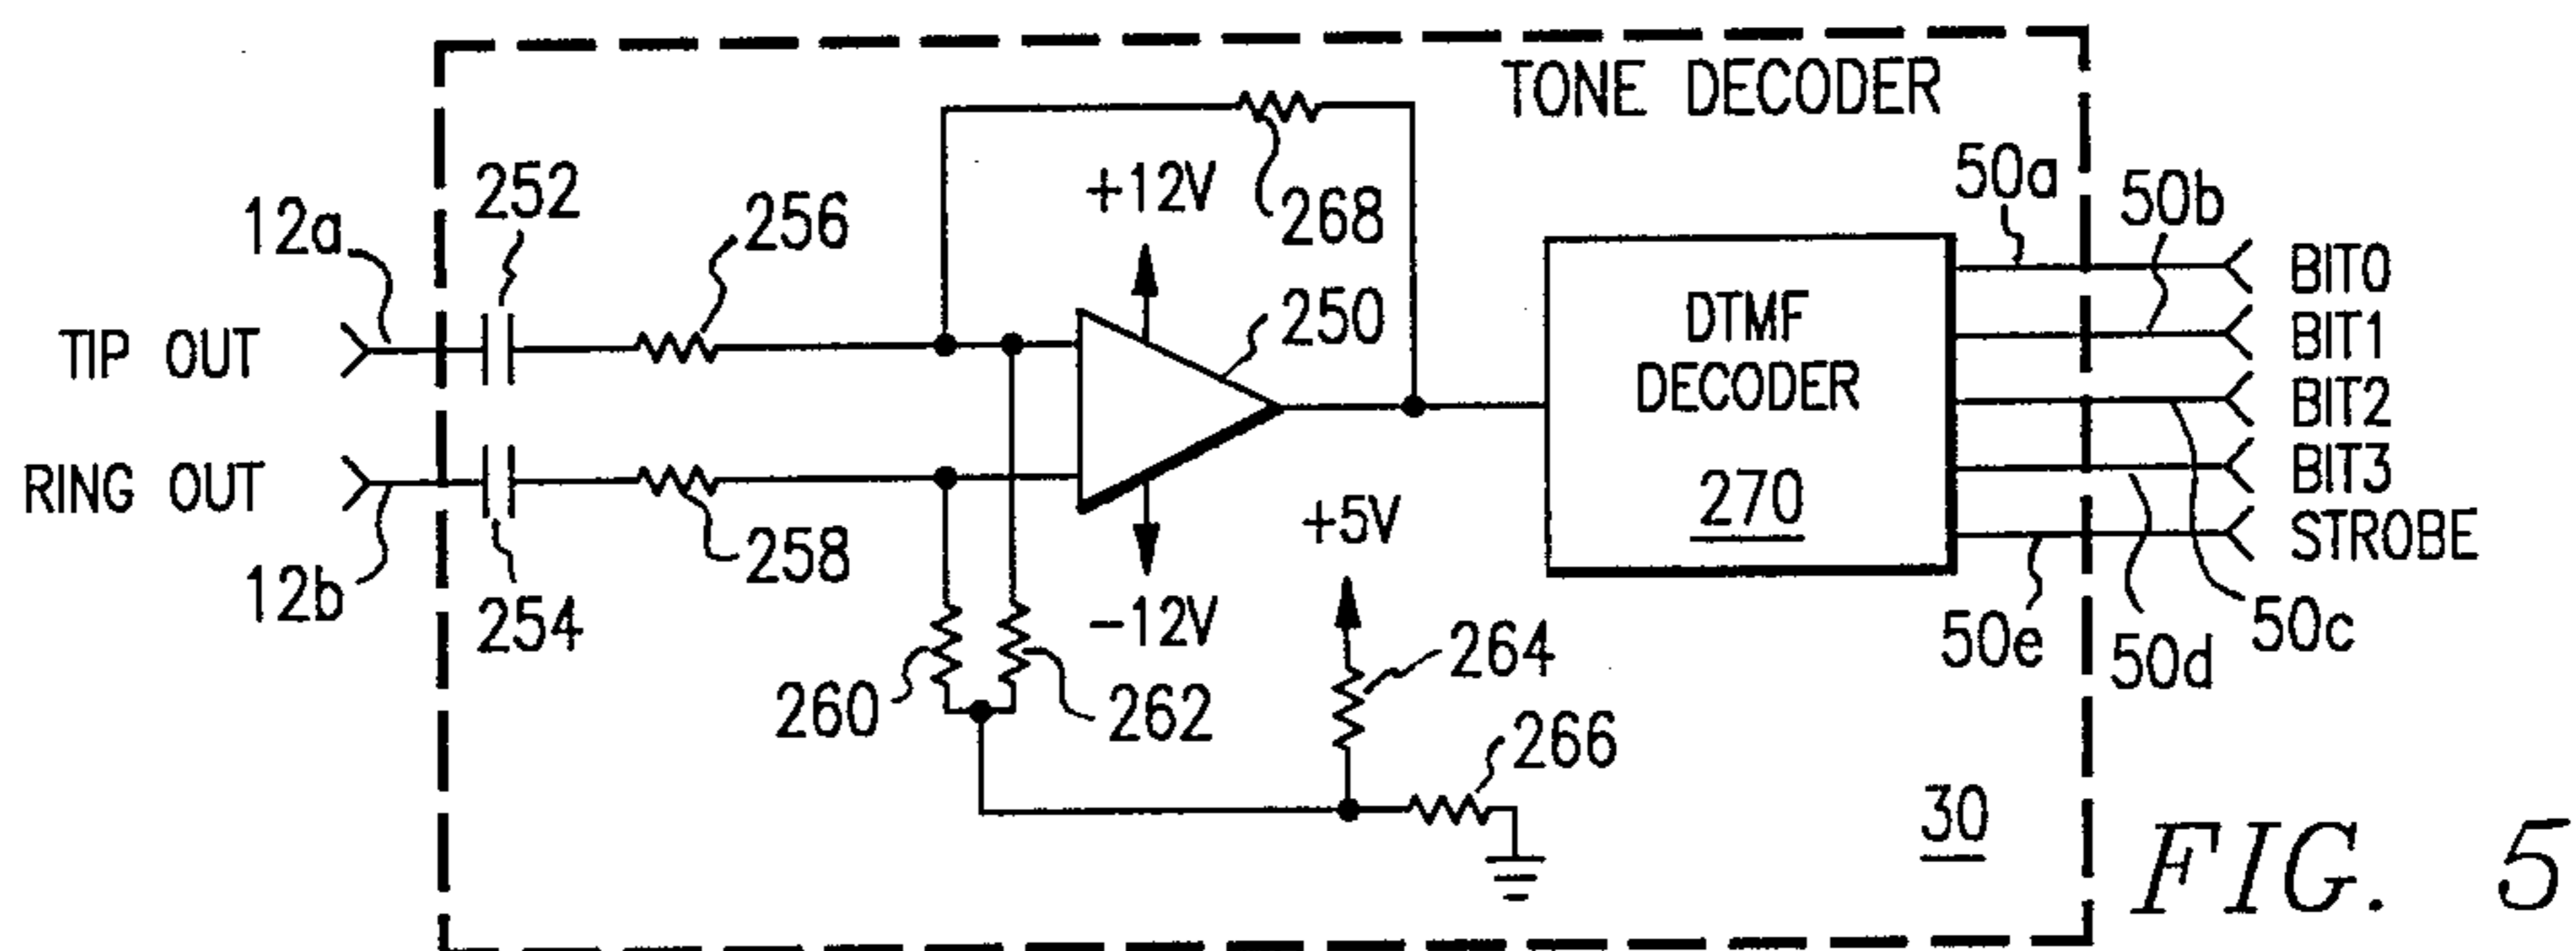 TONE DECODER
252
12a
256
+12V
268
50a
50b
250
BIT0
TIP OUT
DTMF
DECODER
BIT1
BIT2
RING OUT
270
BIT3
+5V
STROBE
258
12b
254
-12V
264
50e
50d
50c
260
262
266
30
FIG. 5